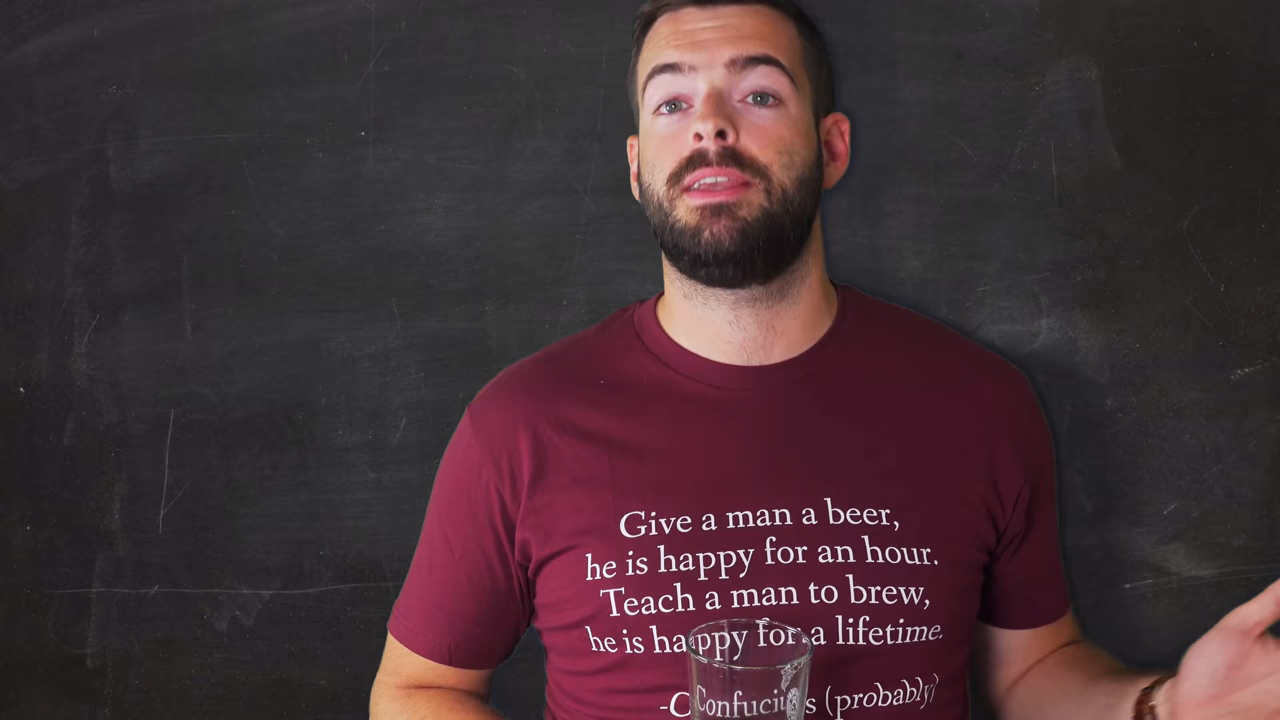 Give a man a beer,
he is happy for an hour.
Teach a man to brew,
he is happy for a lifetime.
-Confucius (probably)